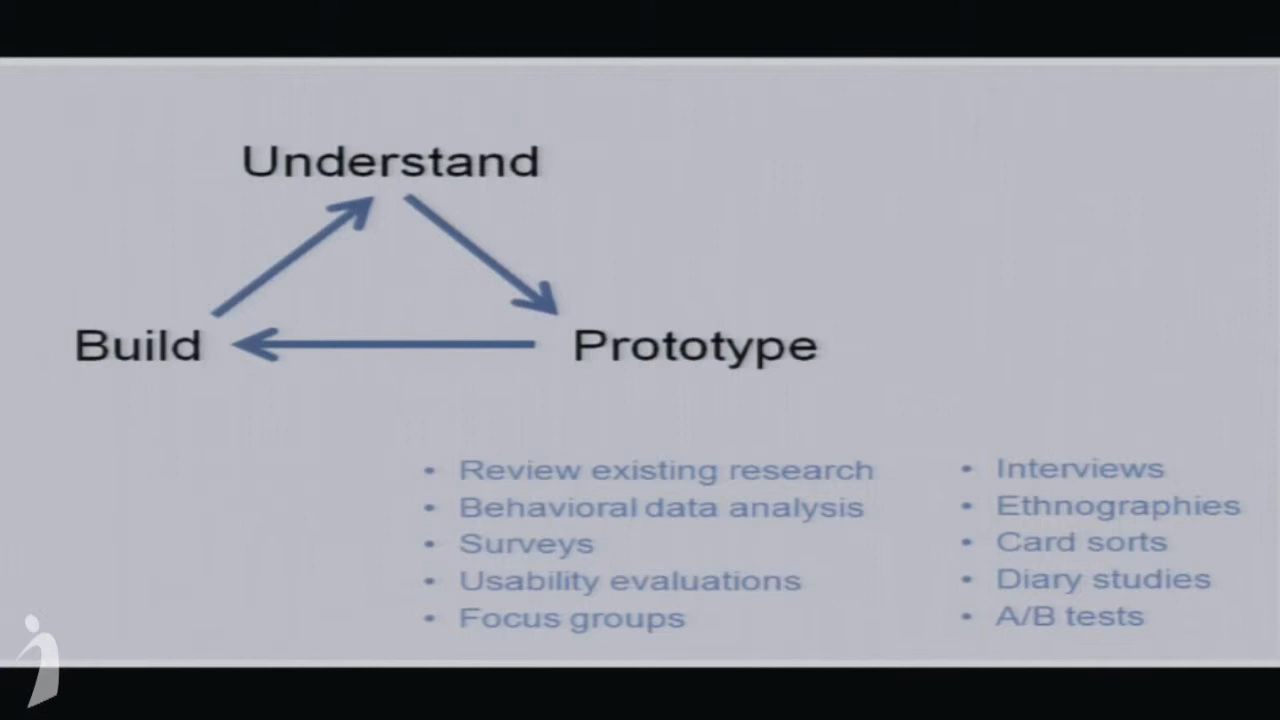 Understand
Build
Prototype
• Review existing research
• Behavioral data analysis
• Surveys
• Usability evaluations
• Focus groups
• Interviews
• Ethnographies
• Card sorts
• Diary studies
• A/B tests